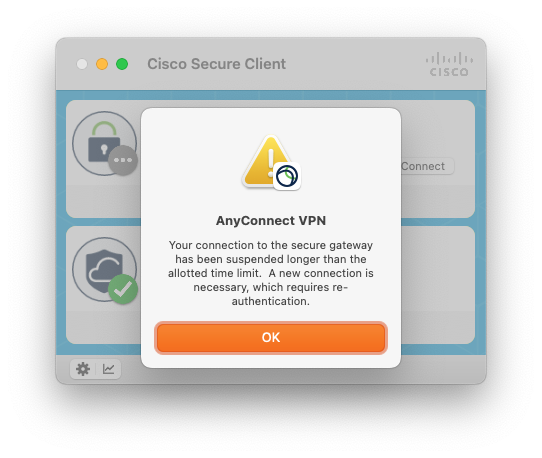 Cisco Secure Client
CISCO
Connect
AnyConnect VPN
Your connection to the secure gateway
has been suspended longer than the
allotted time limit.  A new connection is
necessary, which requires re-
authentication.
OK